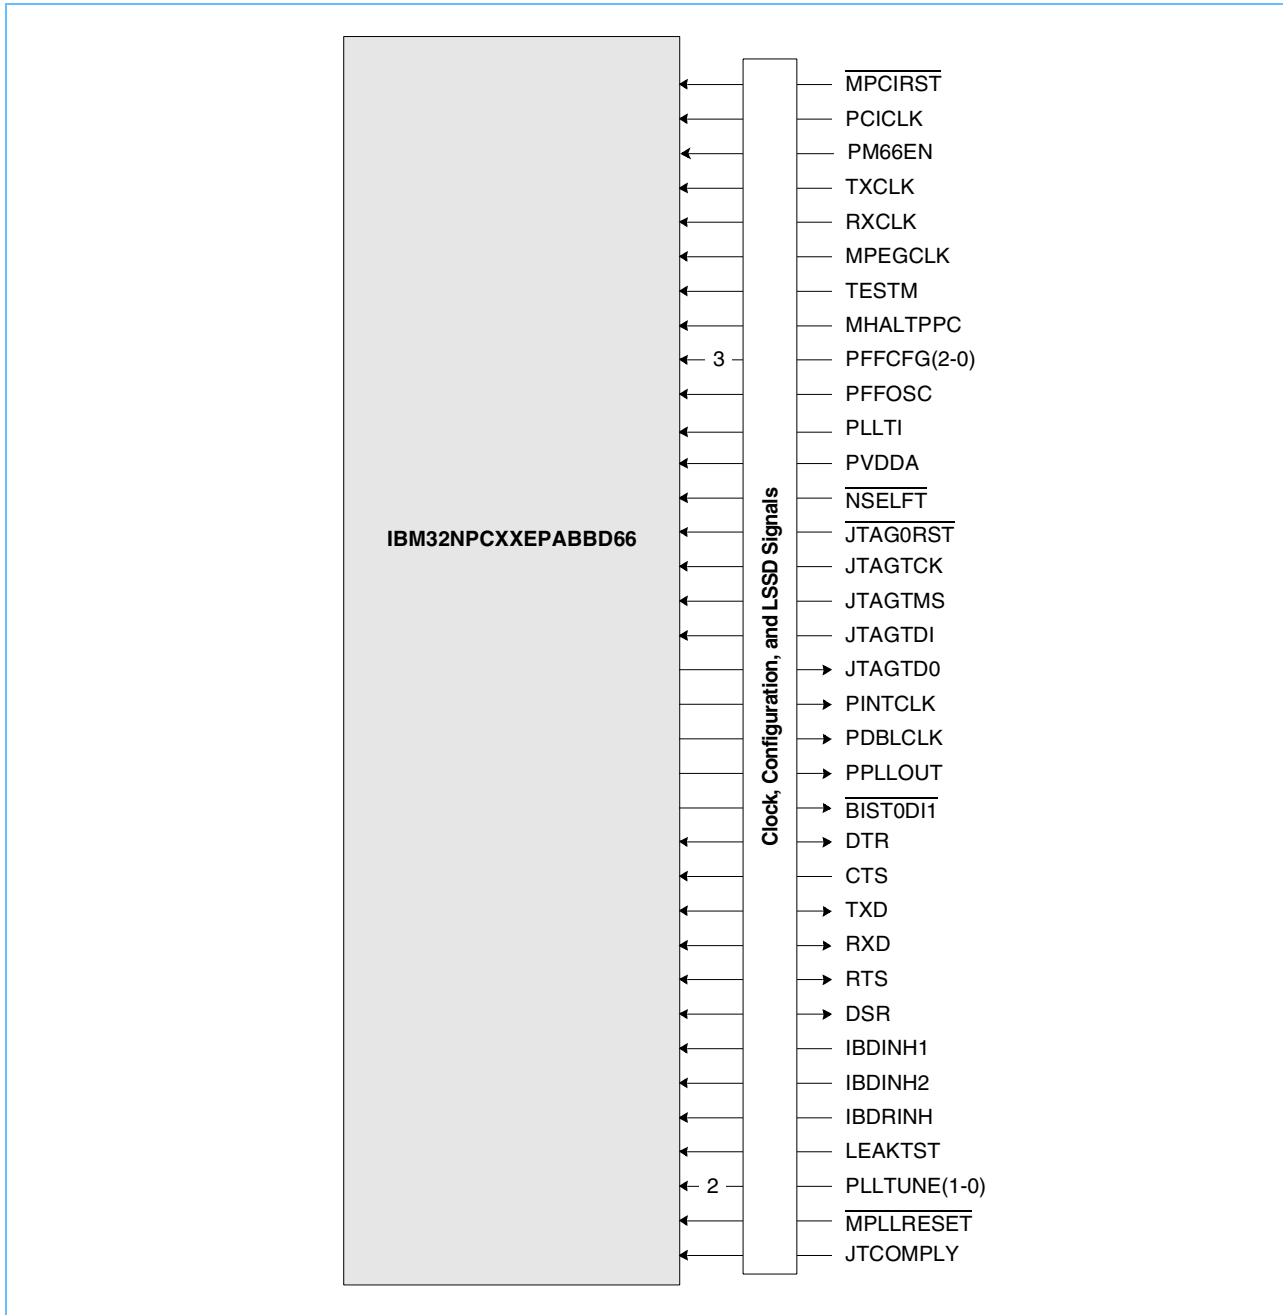 MPCIRST
PCICLK
PM66EN
TXCLK
RXCLK
MPEGCLK
TESTM
MHALTPPC
3 PFFCFG(2-0)
PFFOSC
PLLTI
PVDDA
NSELFT
JTAG0RST
IBM32NPCXXEPABBD66
Clock, Configuration, and LSSD Signals
JTAGTCK
JTAGTMS
JTAGTDI
JTAGTD0
PINTCLK
PDBLCLK
PPLLOUT
BIST0DI1
DTR
CTS
TXD
RXD
RTS
DSR
IBDINH1
IBDINH2
IBDRINH
LEAKTST
2 PLLTUNE(1-0)
MPLLRESET
JTCOMPLY